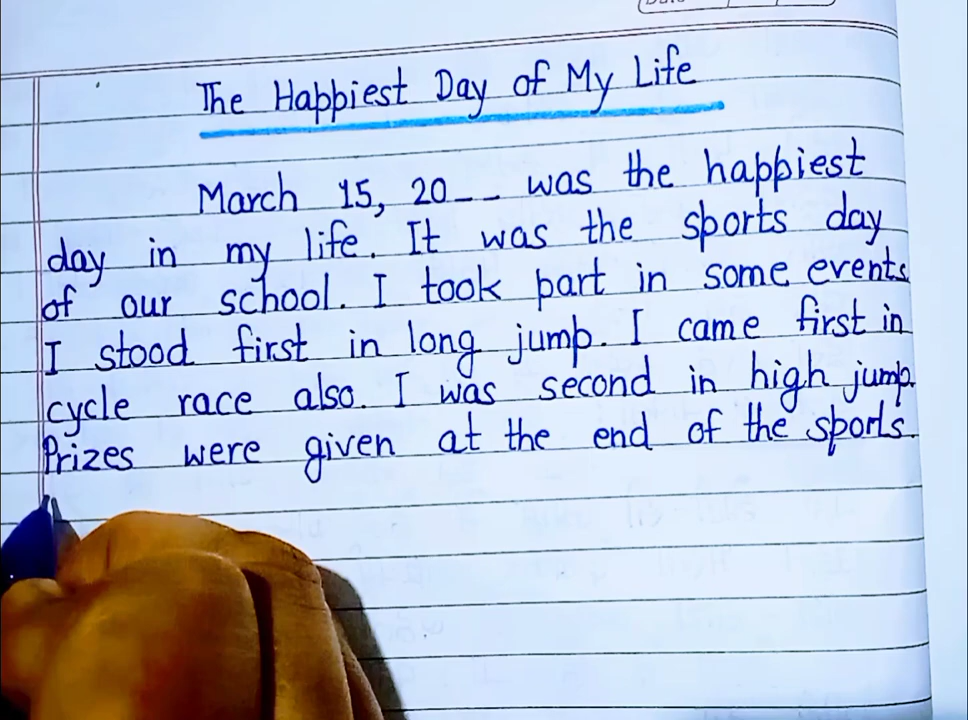 The Happiest Day of My Life
March 15, 20-- was the happiest
day in my life. It was the sports day
of our school. I took part in some events
I stood first in long jump. I came first in
cycle race also. I was second in high jump.
Prizes were given at the end of the sports.